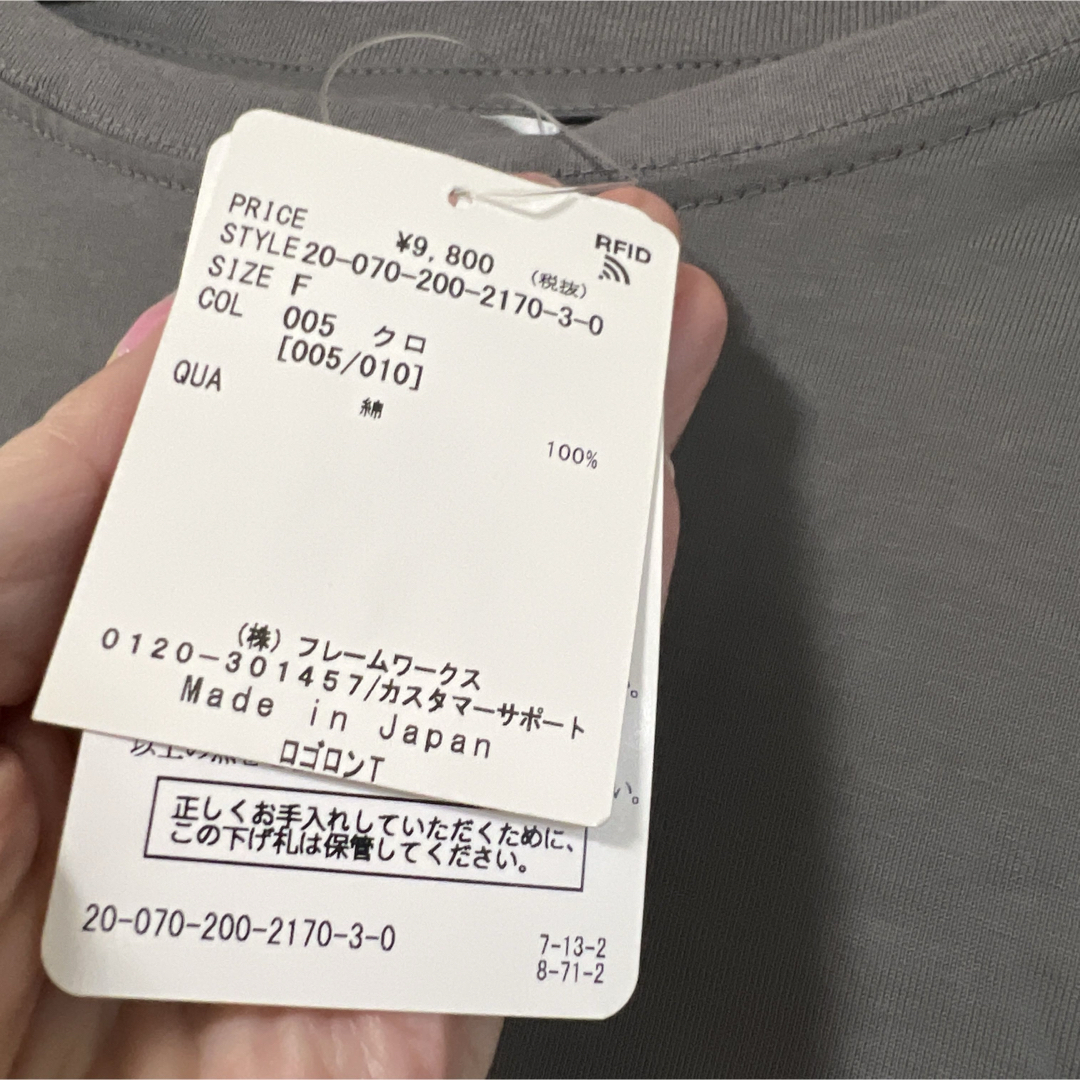 RFID
PRICE ¥9,800 (税抜)
STYLE 20-070-200-2170-3-0
SIZE F
COL 005 クロ
[005/010]
QUA
綿
100%
(株) フレームワークス
0120-301457/カスタマーサポート
Made in Japan
ロゴロンT
正しくお手入れしていただくために、
この下げ札は保管してください。
20-070-200-2170-3-0
7-13-2
8-71-2